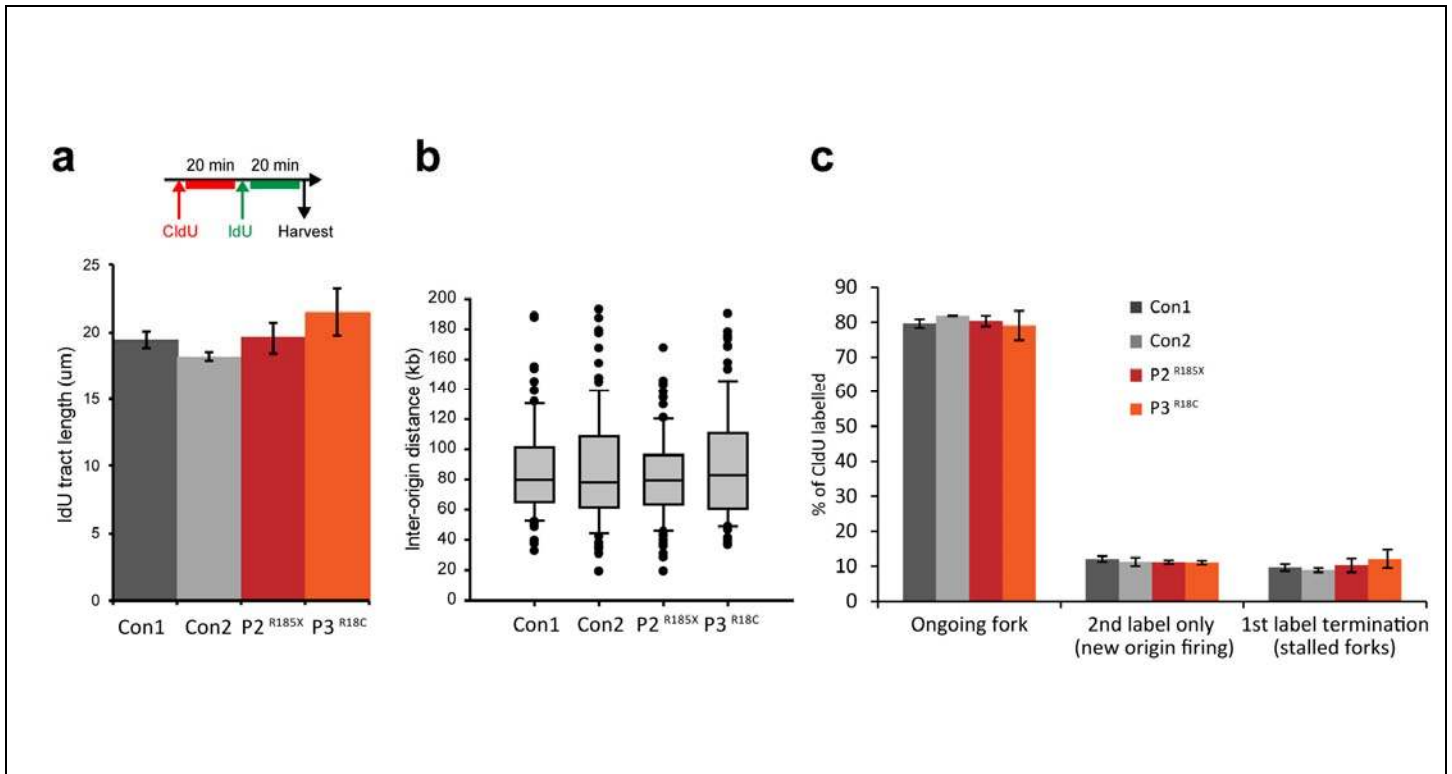 a
20 min 20 min
CldU IdU Harvest
IdU tract length (um)
25
20
15
10
5
0
Con1 Con2 P2 R185X P3 R18C
b
Inter-origin distance (kb)
200
180
160
140
120
100
80
60
40
20
0
Con1 Con2 P2 R185X P3 R18C
c
% of CldU labelled
90
80
70
60
50
40
30
20
10
0
Con1
Con2
P2 R185X
P3 R18C
Ongoing fork
2nd label only
(new origin firing)
1st label termination
(stalled forks)